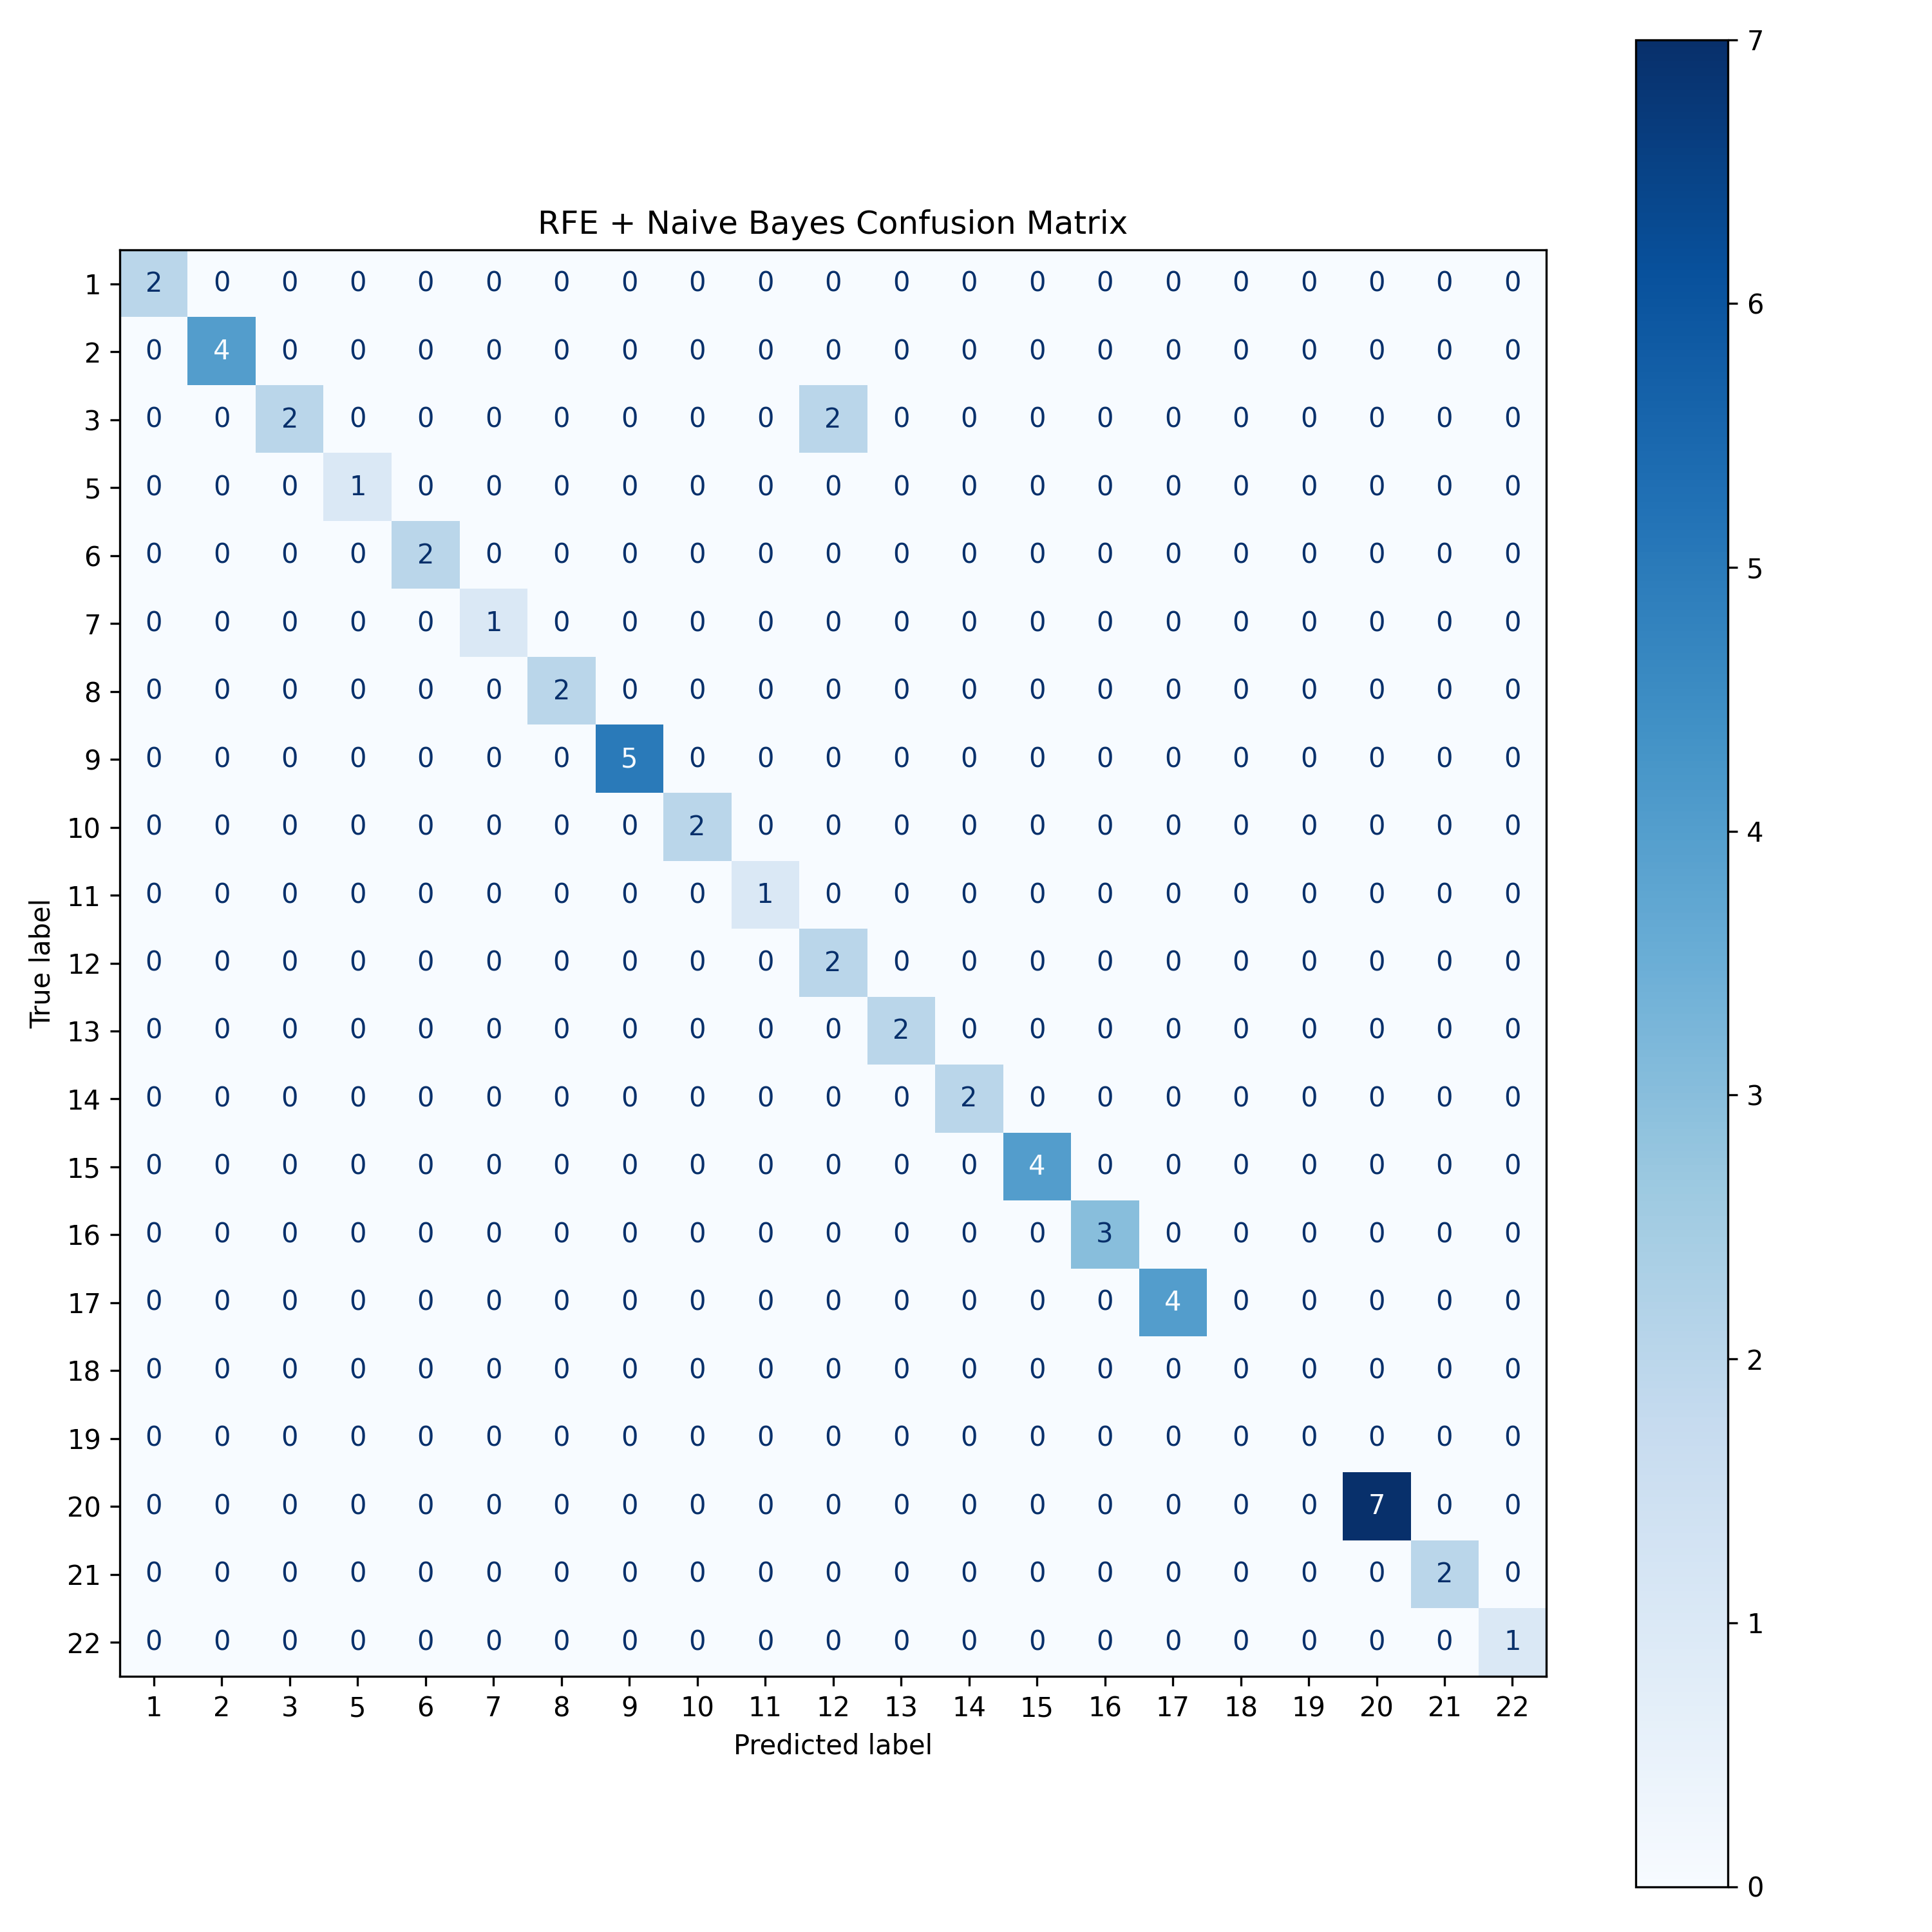 RFE + Naive Bayes Confusion Matrix
7
6
5
4
3
2
1
0
True label
1 2 0 0 0 0 0 0 0 0 0 0 0 0 0 0 0 0 0 0 0 0
2 0 4 0 0 0 0 0 0 0 0 0 0 0 0 0 0 0 0 0 0 0
3 0 0 2 0 0 0 0 0 0 0 2 0 0 0 0 0 0 0 0 0 0
5 0 0 0 1 0 0 0 0 0 0 0 0 0 0 0 0 0 0 0 0 0
6 0 0 0 0 2 0 0 0 0 0 0 0 0 0 0 0 0 0 0 0 0
7 0 0 0 0 0 1 0 0 0 0 0 0 0 0 0 0 0 0 0 0 0
8 0 0 0 0 0 0 2 0 0 0 0 0 0 0 0 0 0 0 0 0 0
9 0 0 0 0 0 0 0 5 0 0 0 0 0 0 0 0 0 0 0 0 0
10 0 0 0 0 0 0 0 0 2 0 0 0 0 0 0 0 0 0 0 0 0
11 0 0 0 0 0 0 0 0 0 1 0 0 0 0 0 0 0 0 0 0 0
12 0 0 0 0 0 0 0 0 0 0 2 0 0 0 0 0 0 0 0 0 0
13 0 0 0 0 0 0 0 0 0 0 0 2 0 0 0 0 0 0 0 0 0
14 0 0 0 0 0 0 0 0 0 0 0 0 2 0 0 0 0 0 0 0 0
15 0 0 0 0 0 0 0 0 0 0 0 0 0 4 0 0 0 0 0 0 0
16 0 0 0 0 0 0 0 0 0 0 0 0 0 0 3 0 0 0 0 0 0
17 0 0 0 0 0 0 0 0 0 0 0 0 0 0 0 4 0 0 0 0 0
18 0 0 0 0 0 0 0 0 0 0 0 0 0 0 0 0 0 0 0 0 0
19 0 0 0 0 0 0 0 0 0 0 0 0 0 0 0 0 0 0 0 0 0
20 0 0 0 0 0 0 0 0 0 0 0 0 0 0 0 0 0 0 7 0 0
21 0 0 0 0 0 0 0 0 0 0 0 0 0 0 0 0 0 0 0 2 0
22 0 0 0 0 0 0 0 0 0 0 0 0 0 0 0 0 0 0 0 0 1
1 2 3 5 6 7 8 9 10 11 12 13 14 15 16 17 18 19 20 21 22
Predicted label